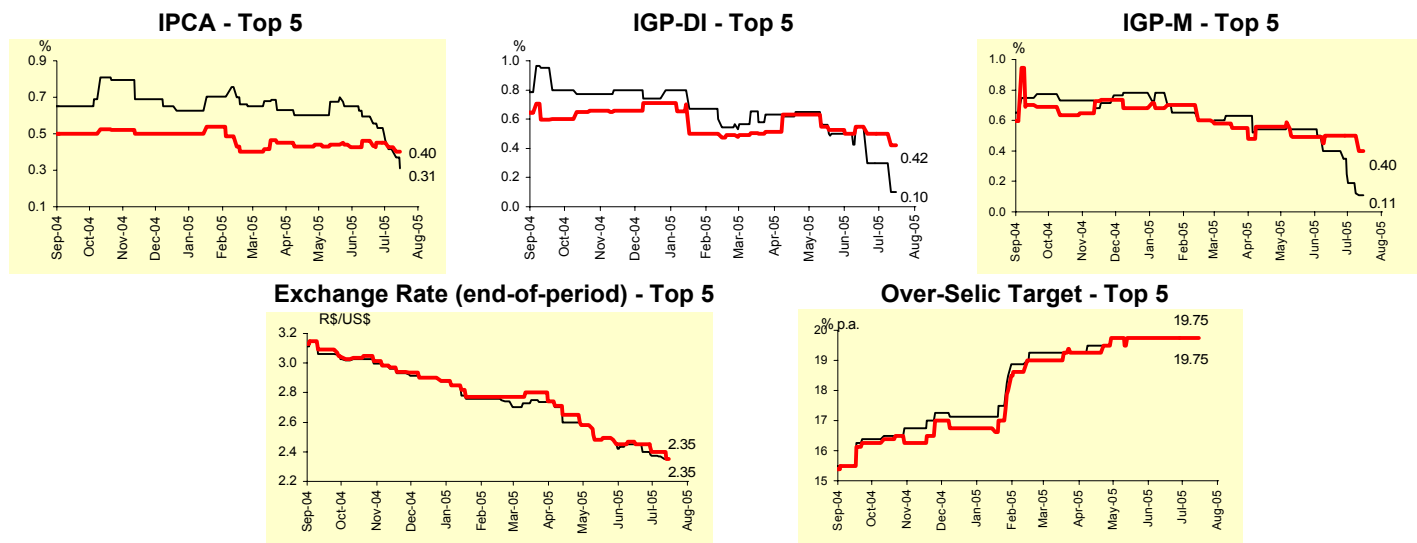 IPCA - Top 5
%
0.9
0.7
0.5
0.3
0.1
0.40
0.31
Sep-04
Oct-04
Nov-04
Dec-04
Jan-05
Feb-05
Mar-05
Apr-05
May-05
Jun-05
Jul-05
Aug-05
IGP-DI - Top 5
%
1.0
0.8
0.6
0.4
0.2
0.0
0.42
0.10
Sep-04
Oct-04
Nov-04
Dec-04
Jan-05
Feb-05
Mar-05
Apr-05
May-05
Jun-05
Jul-05
Aug-05
IGP-M - Top 5
%
1.0
0.8
0.6
0.4
0.2
0.0
0.40
0.11
Sep-04
Oct-04
Nov-04
Dec-04
Jan-05
Feb-05
Mar-05
Apr-05
May-05
Jun-05
Jul-05
Aug-05
Exchange Rate (end-of-period) - Top 5
R$/US$
3.2
3.0
2.8
2.6
2.4
2.2
2.35
2.35
Sep-04
Oct-04
Nov-04
Dec-04
Jan-05
Feb-05
Mar-05
Apr-05
May-05
Jun-05
Jul-05
Aug-05
Over-Selic Target - Top 5
% p.a.
20
19
18
17
16
15
19.75
19.75
Sep-04
Oct-04
Nov-04
Dec-04
Jan-05
Feb-05
Mar-05
Apr-05
May-05
Jun-05
Jul-05
Aug-05